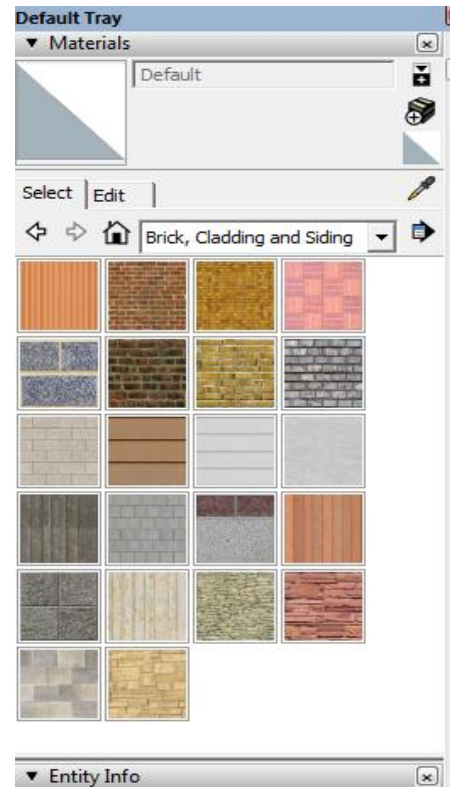 Default Tray
Materials
Default
Select Edit
Brick, Cladding and Siding
Entity Info